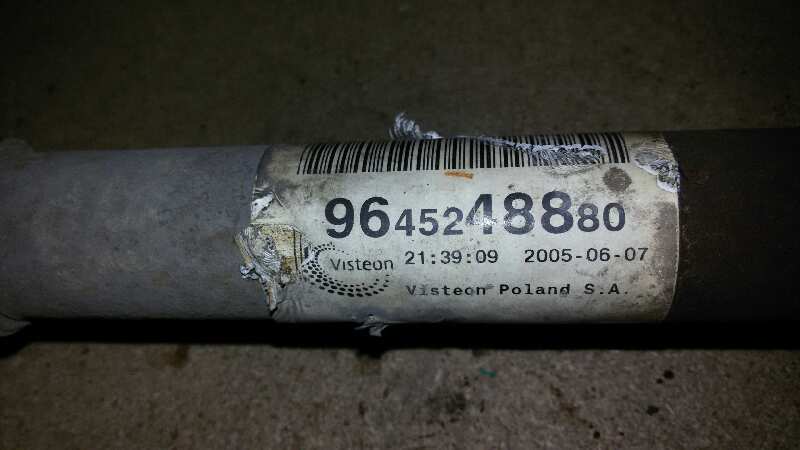 9645248880
Visteon 21:39:09 2005-06-07
Visteon Poland S.A.